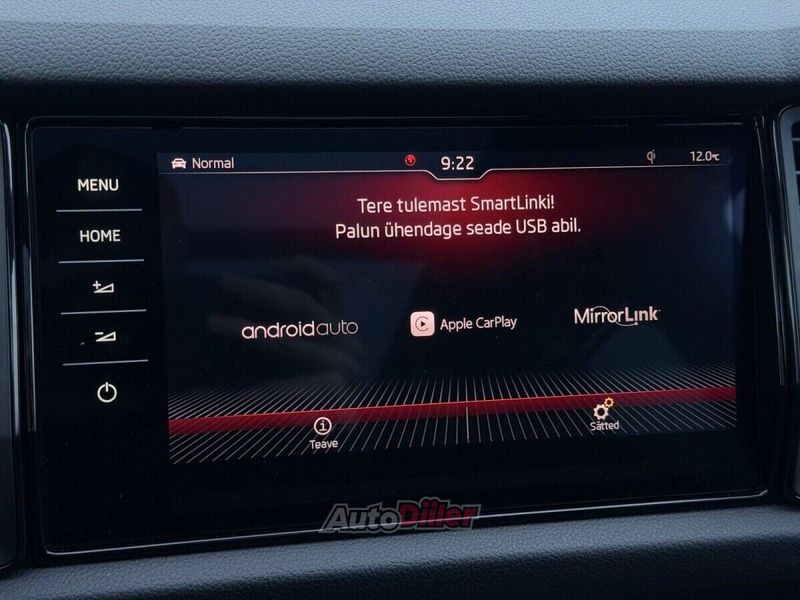 MENU
HOME
Normal
9:22
qi
12.0°C
Tere tulemast SmartLinki!
Palun ühendage seade USB abil.
androidauto
Apple CarPlay
MirrorLink
Teave
Sätted
AutoDiiler